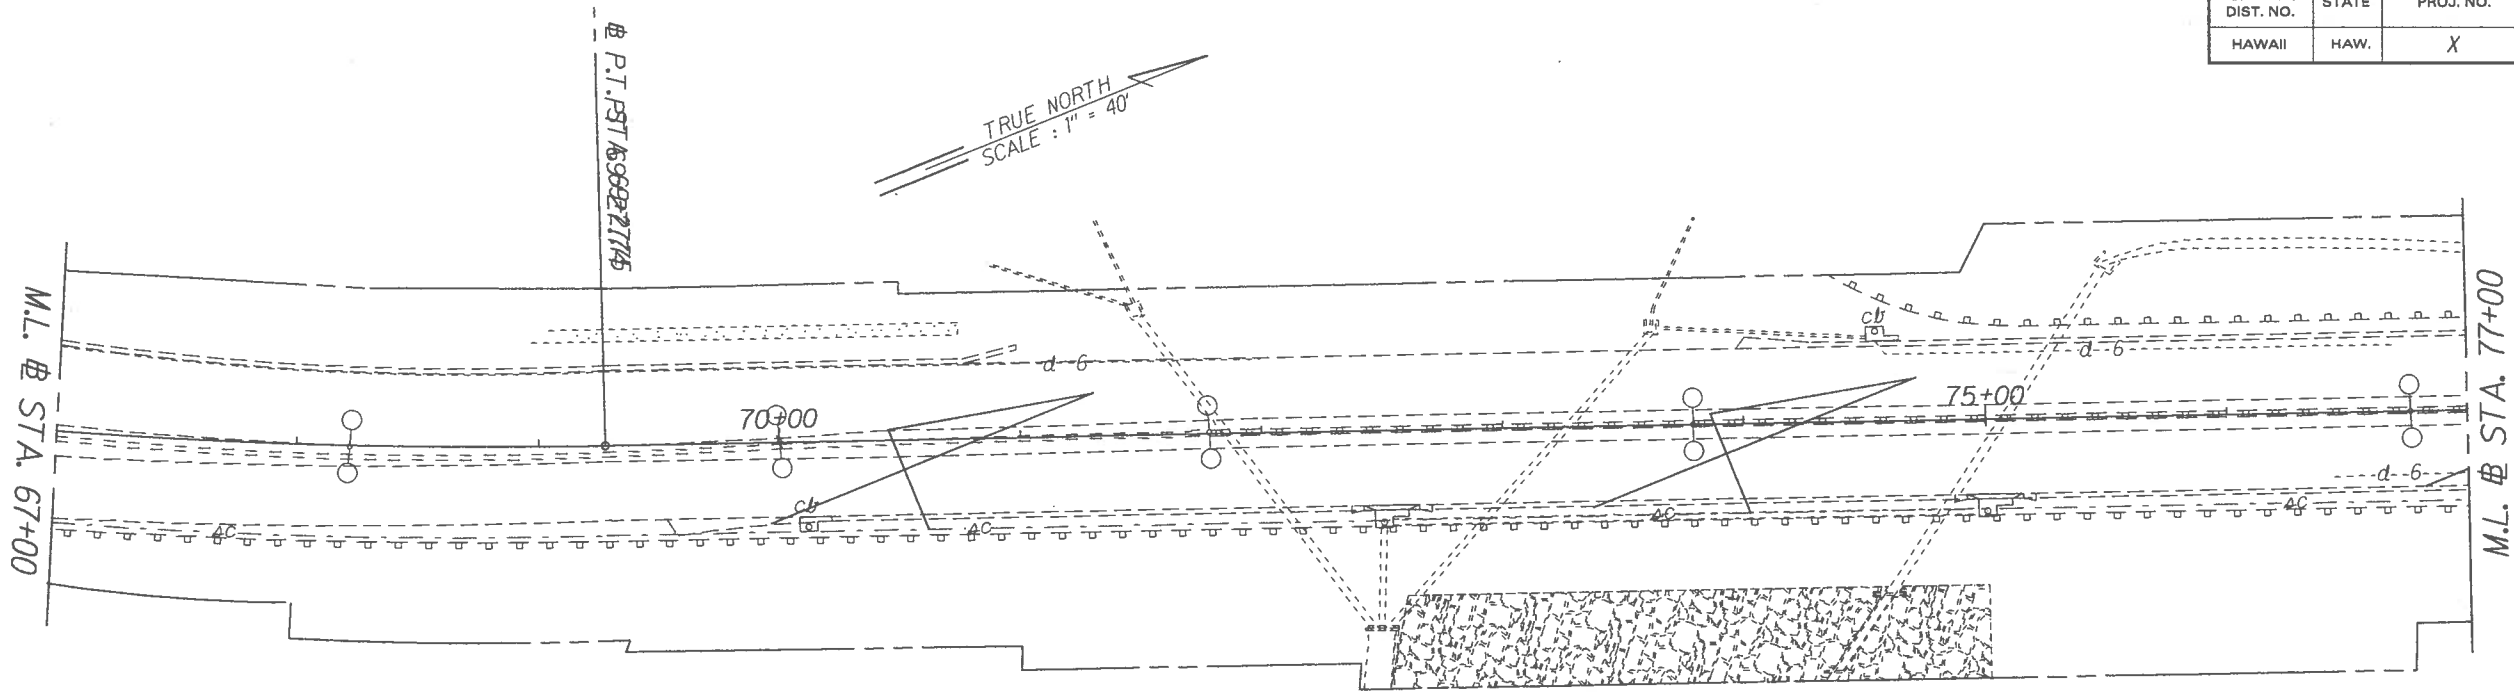 DIST. NO. STATE PROJ. NO.
HAWAII HAW. X
TRUE NORTH
SCALE : 1" = 40'
M.L. ⅊ STA. 67+00
P.T.
70+00
75+00
cb
cb
d-6
d-6
d-6
4C
4C
4C
4C
M.L. ⅊ STA. 77+00